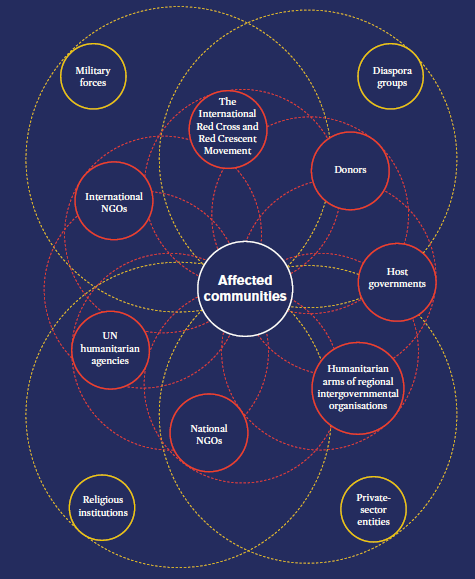 Military
forces
Diaspora
groups
The
International
Red Cross and
Red Crescent
Movement
Donors
International
NGOs
Affected
communities
Host
governments
UN
humanitarian
agencies
Humanitarian
arms of regional
intergovernmental
organisations
National
NGOs
Religious
institutions
Private-
sector
entities